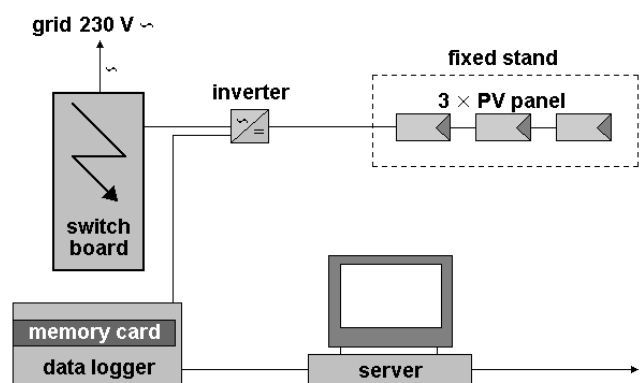 grid 230 V ∽
∽
fixed stand
inverter
3 × PV panel
∽
=
switch
board
memory card
data logger
server